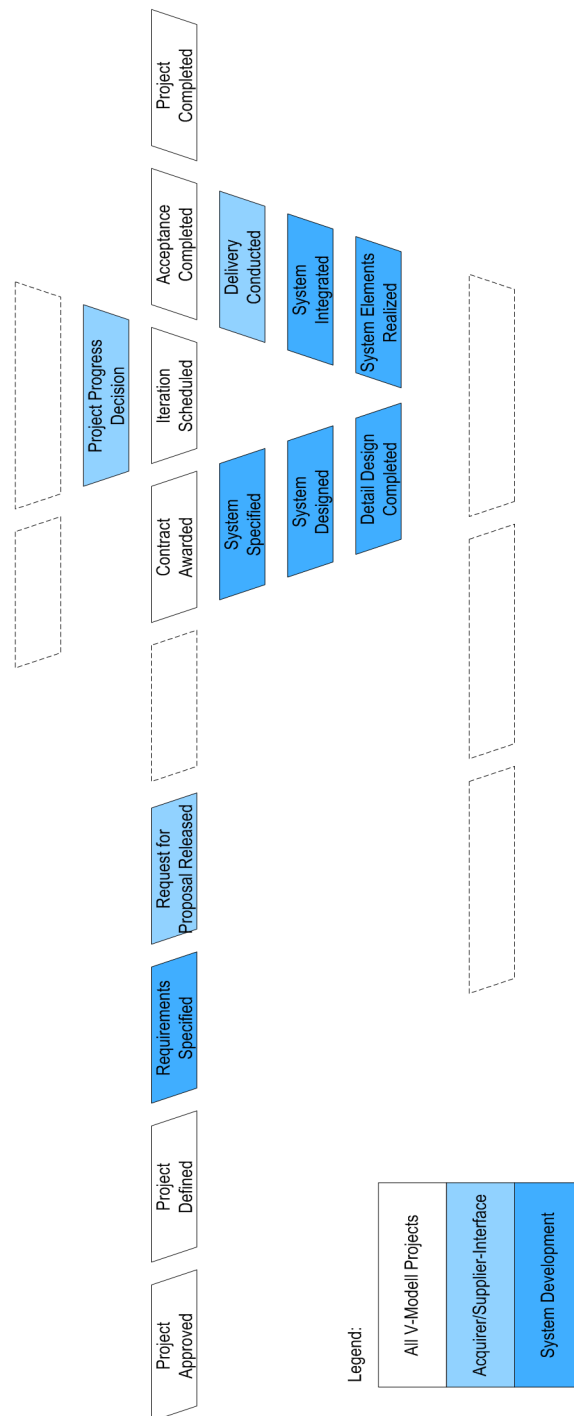 Project Progress
Decision
Project
Approved
Project
Defined
Requirements
Specified
Request for
Proposal Released
Contract
Awarded
Iteration
Scheduled
Acceptance
Completed
Project
Completed
System
Specified
Delivery
Conducted
System
Designed
System
Integrated
Detail Design
Completed
System Elements
Realized
Legend:
All V-Modell Projects
Acquirer/Supplier-Interface
System Development